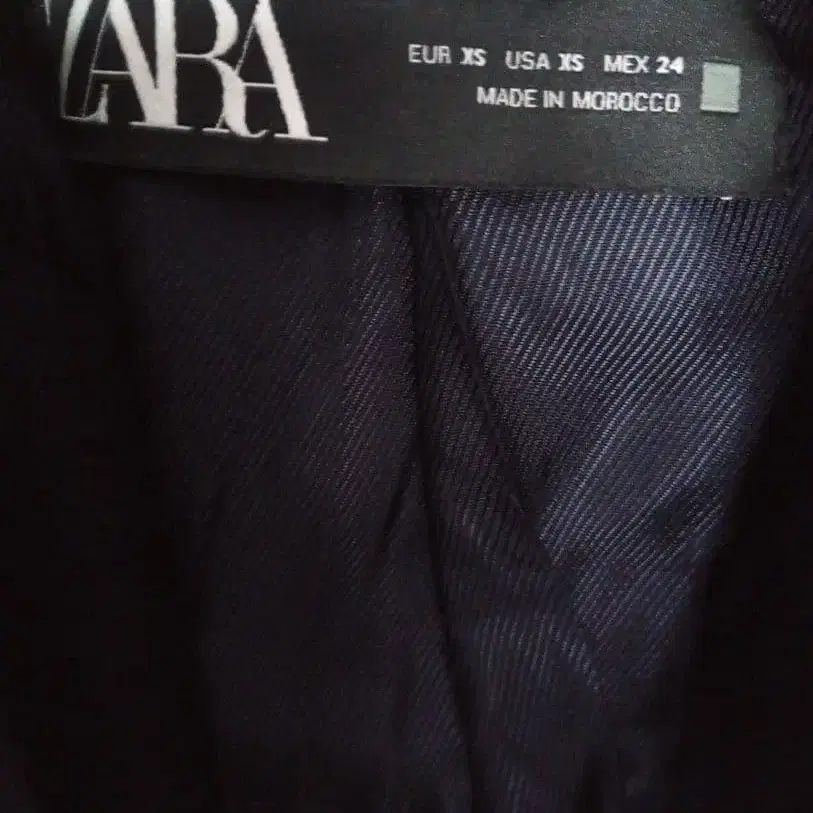 ZARA
EUR XS USA XS MEX 24
MADE IN MOROCCO